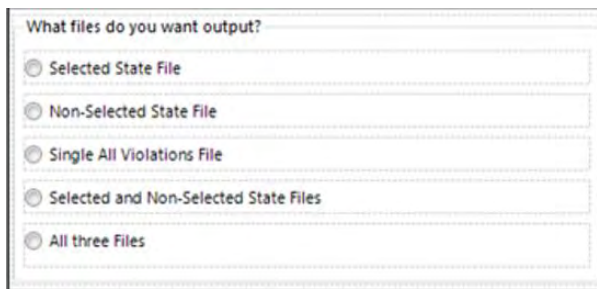 What files do you want output?
Selected State File
Non-Selected State File
Single All Violations File
Selected and Non-Selected State Files
All three Files